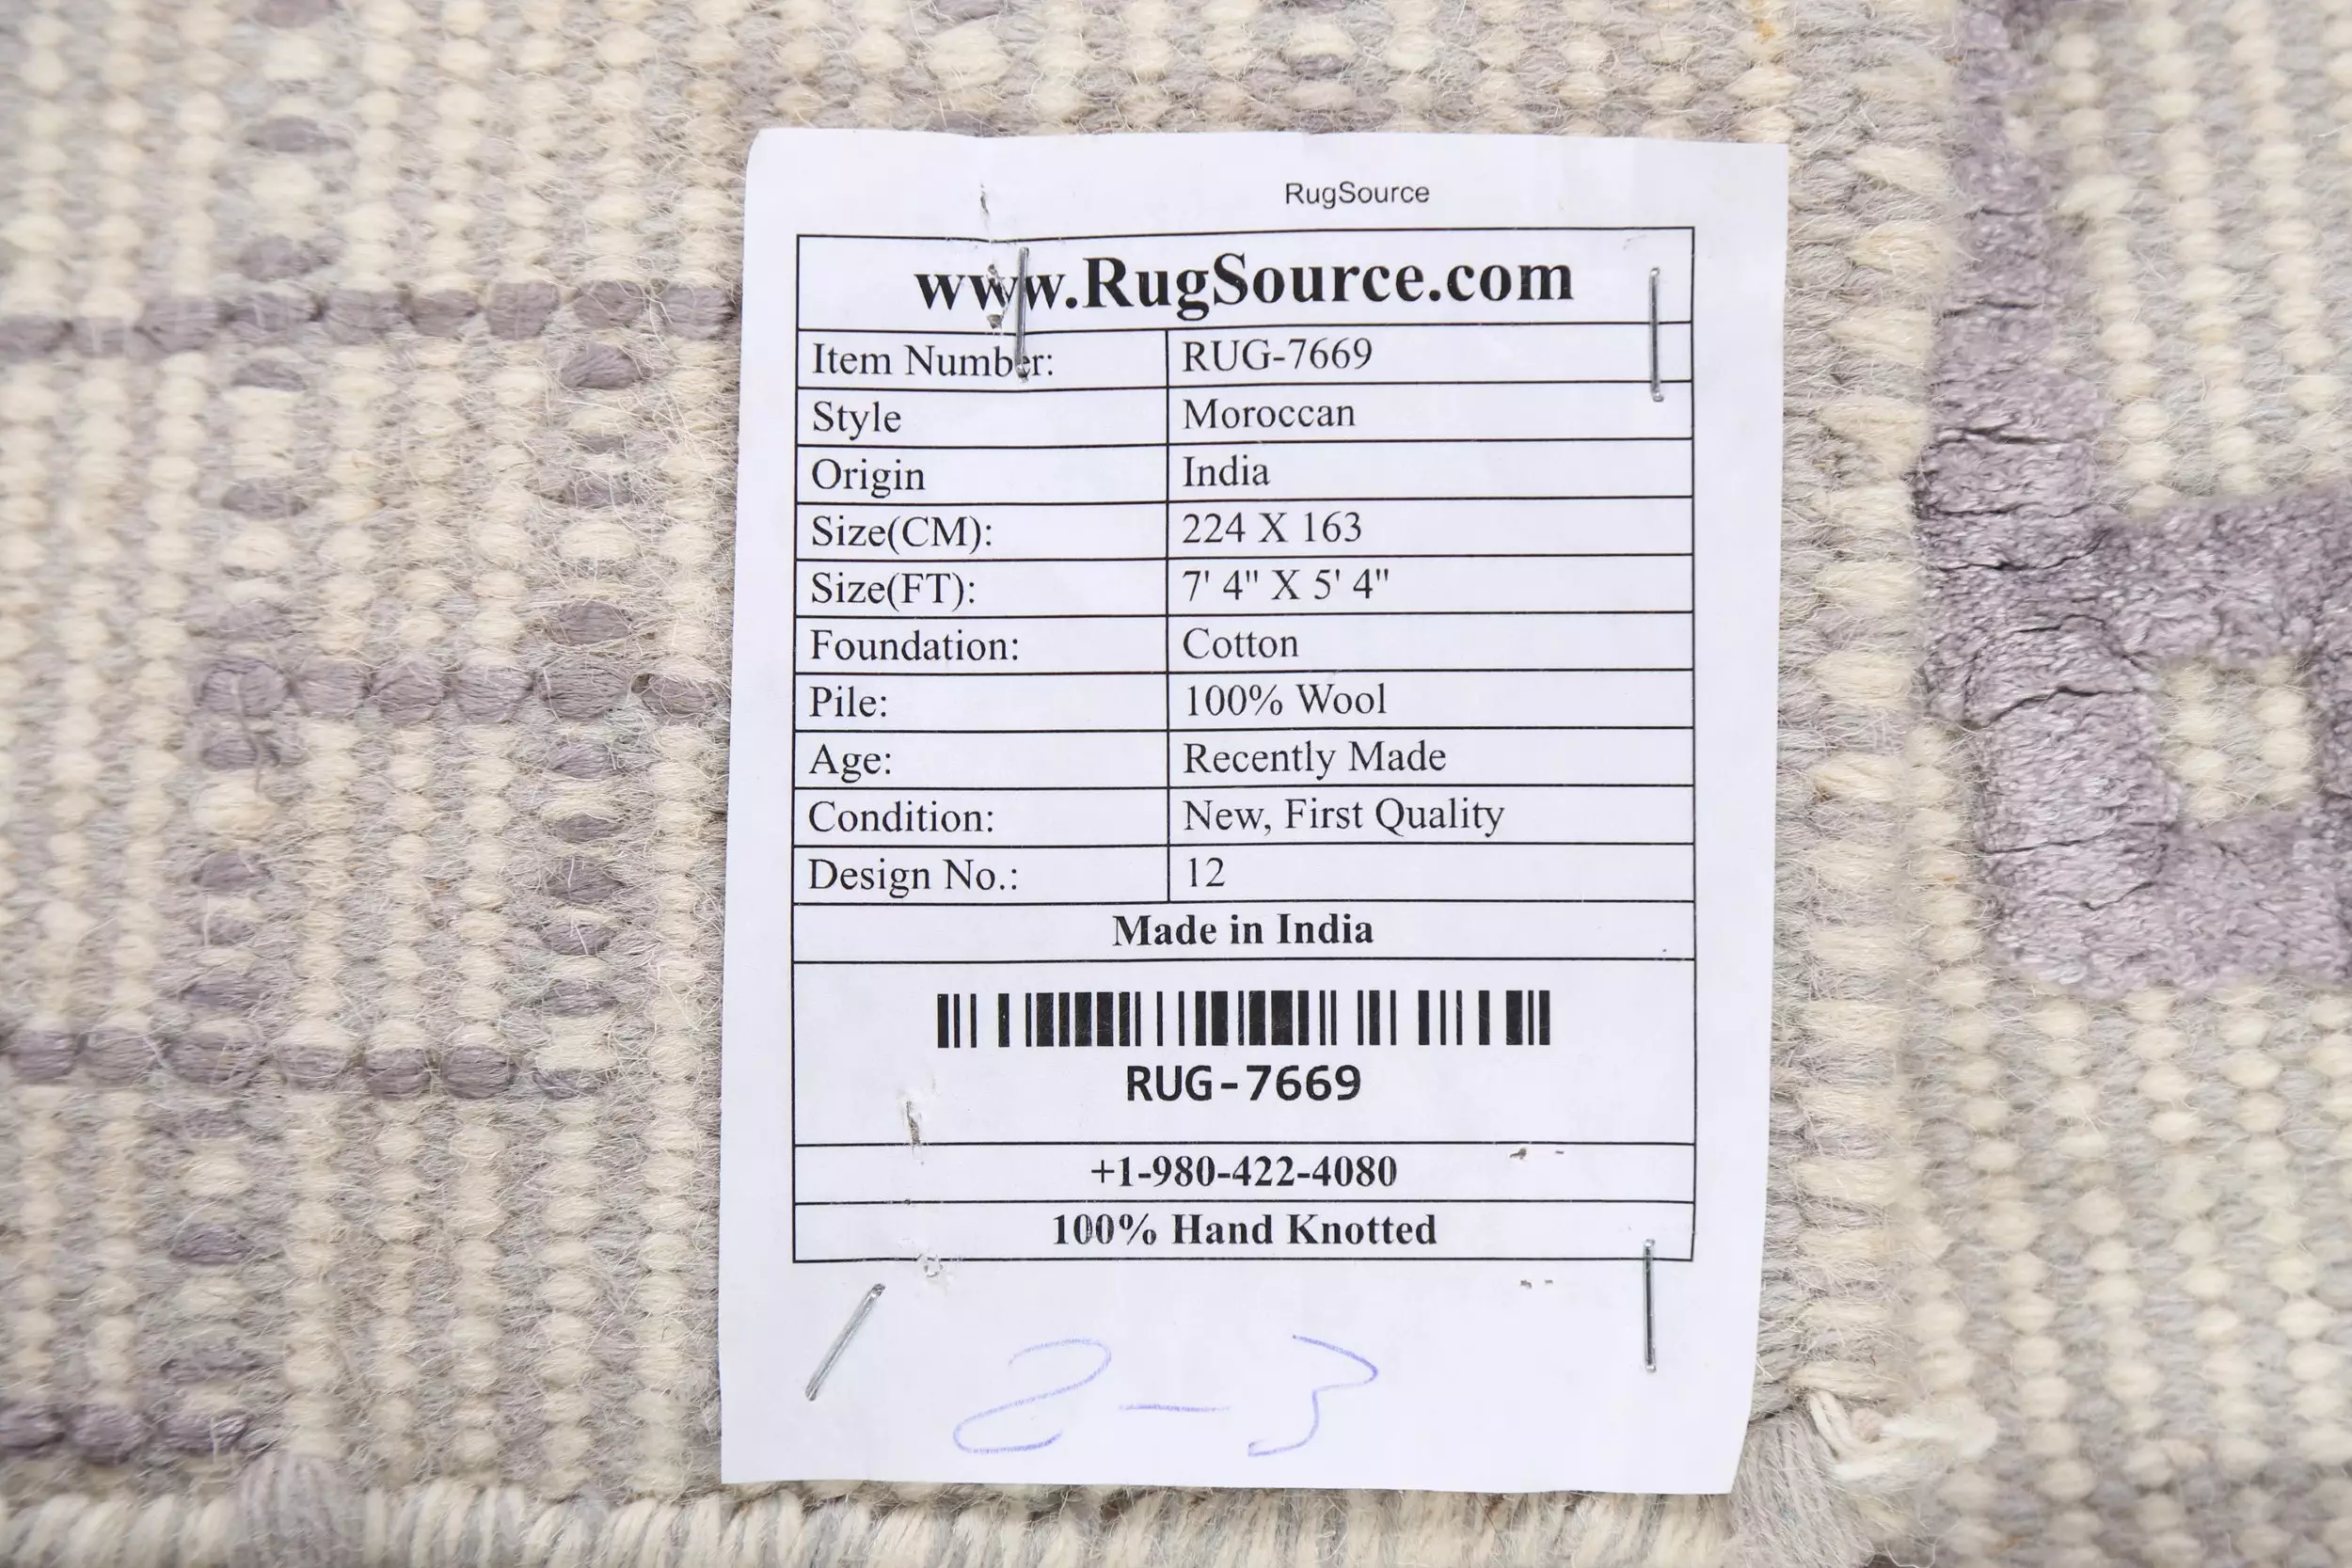 RugSource
www.RugSource.com
Item Number: RUG-7669
Style Moroccan
Origin India
Size(CM): 224 X 163
Size(FT): 7' 4" X 5' 4"
Foundation: Cotton
Pile: 100% Wool
Age: Recently Made
Condition: New, First Quality
Design No.: 12
Made in India
RUG-7669
+1-980-422-4080
100% Hand Knotted
2-3